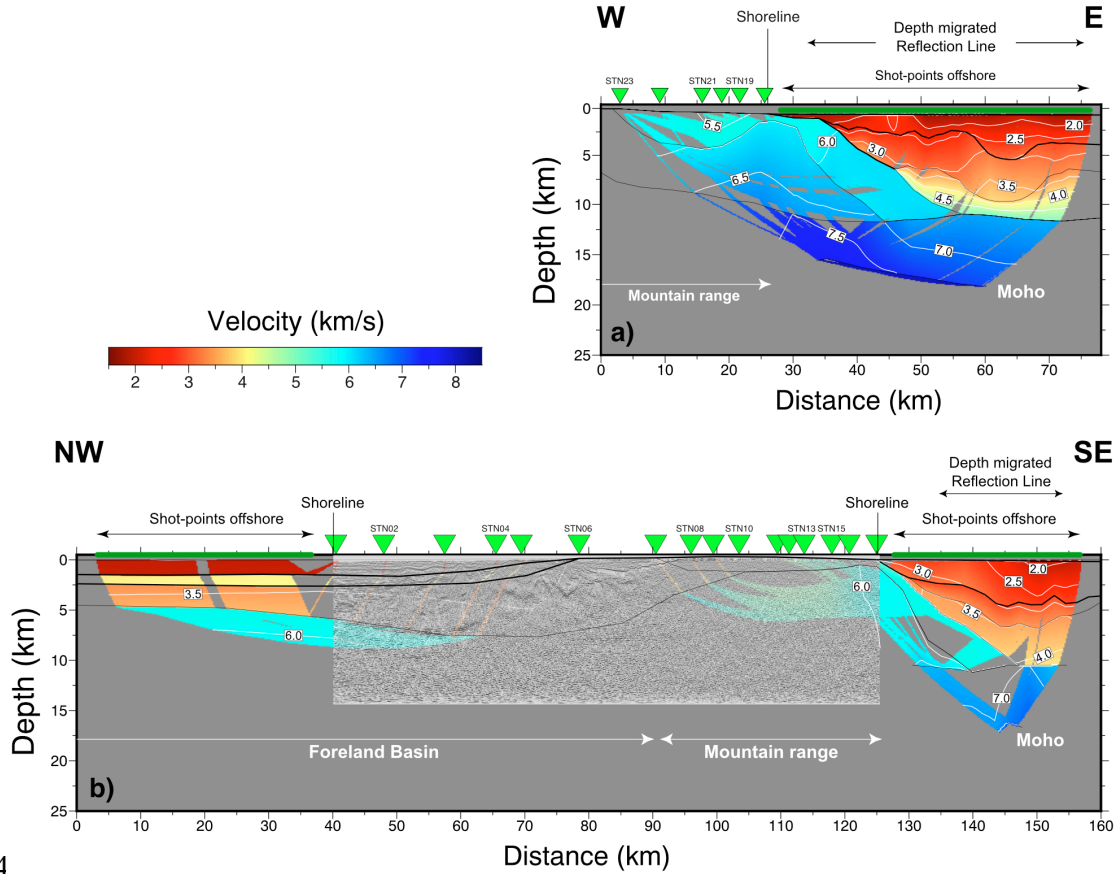 W
E
Shoreline
Depth migrated
Reflection Line
Shot-points offshore
STN23
STN21
STN19
0
5
10
15
20
25
Depth (km)
5.5
6.0
6.5
7.5
7.0
3.0
2.5
2.0
3.5
4.0
4.5
Mountain range
Moho
a)
0 10 20 30 40 50 60 70
Distance (km)
Velocity (km/s)
2 3 4 5 6 7 8
NW
SE
Depth migrated
Reflection Line
Shoreline
Shoreline
Shot-points offshore
Shot-points offshore
STN02
STN04
STN06
STN08
STN10
STN13
STN15
0
5
10
15
20
25
Depth (km)
3.5
6.0
6.0
3.0
2.5
2.0
3.5
4.0
7.0
Moho
Foreland Basin
Mountain range
b)
0 10 20 30 40 50 60 70 80 90 100 110 120 130 140 150 160
Distance (km)
4